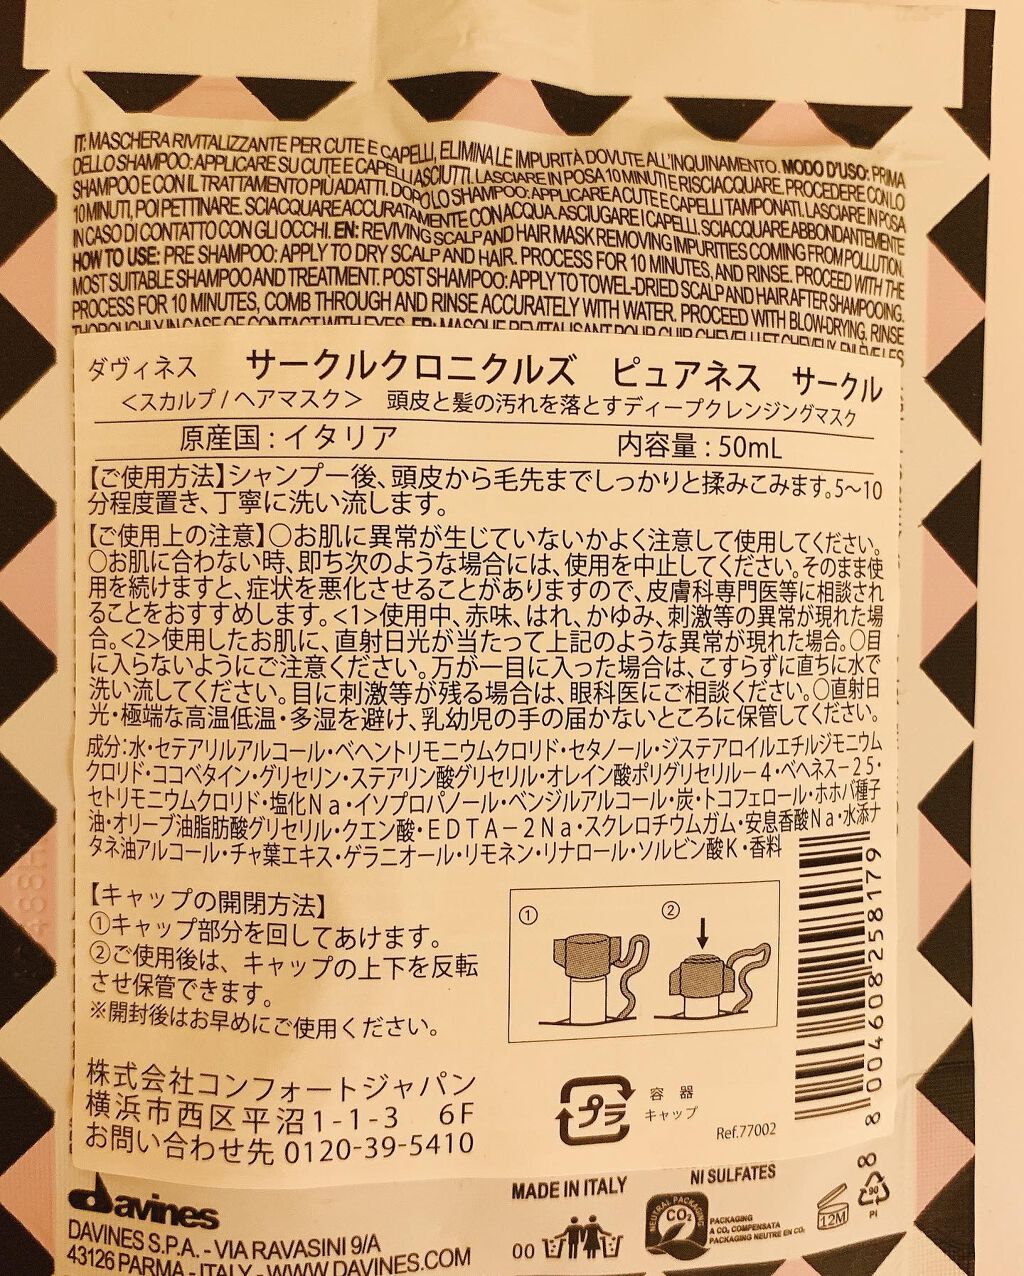 IT: MASCHERA RIVITALIZZANTE PER CUTE E CAPELLI, ELIMINA LE IMPURITÀ DOVUTE ALL'INQUINAMENTO. MODO D'USO: PRIMA
DELLO SHAMPOO: APPLICARE SU CUTE E CAPELLI ASCIUTTI. LASCIARE IN POSA 10 MINUTI E RISCIACQUARE. PROCEDERE CON LO
SHAMPOO E CON IL TRATTAMENTO PIÙ ADATTI. DOPO LO SHAMPOO: APPLICARE A CUTE E CAPELLI TAMPONATI. LASCIARE IN POSA
10 MINUTI, POI PETTINARE. SCIACQUARE ACCURATAMENTE CON ACQUA. ASCIUGARE I CAPELLI. SCIACQUARE ABBONDANTEMENTE
IN CASO DI CONTATTO CON GLI OCCHI. EN: REVIVING SCALP AND HAIR MASK REMOVING IMPURITIES COMING FROM POLLUTION.
HOW TO USE: PRE SHAMPOO: APPLY TO DRY SCALP AND HAIR. PROCESS FOR 10 MINUTES, AND RINSE. PROCEED WITH THE
MOST SUITABLE SHAMPOO AND TREATMENT. POST SHAMPOO: APPLY TO TOWEL-DRIED SCALP AND HAIR AFTER SHAMPOOING.
PROCESS FOR 10 MINUTES, COMB THROUGH AND RINSE ACCURATELY WITH WATER. PROCEED WITH BLOW-DRYING. RINSE
THOROUGHLY IN CASE OF CONTACT WITH EYES. FR: MASQUE REVITALISANT POUR CUIR CHEVELU ET CHEVEUX, ENLÈVE LES
ダヴィネス サークルクロニクルズ ピュアネス サークル
＜スカルプ / ヘアマスク＞ 頭皮と髪の汚れを落とすディープクレンジングマスク
原産国 : イタリア 内容量 : 50mL
【ご使用方法】シャンプー後、頭皮から毛先までしっかりと揉みこみます。5〜10
分程度置き、丁寧に洗い流します。
【ご使用上の注意】○お肌に異常が生じていないかよく注意して使用してください。
○お肌に合わない時、即ち次のような場合には、使用を中止してください。そのまま使
用を続けますと、症状を悪化させることがありますので、皮膚科専門医等に相談され
ることをおすすめします。<1>使用中、赤味、はれ、かゆみ、刺激等の異常が現れた場
合。<2>使用したお肌に、直射日光が当たって上記のような異常が現れた場合。○目
に入らないようにご注意ください。万が一目に入った場合は、こすらずに直ちに水で
洗い流してください。目に刺激等が残る場合は、眼科医にご相談ください。○直射日
光・極端な高温低温・多湿を避け、乳幼児の手の届かないところに保管してください。
成分：水・セテアリルアルコール・ベヘントリモニウムクロリド・セタノール・ジステアロイルエチルジモニウム
クロリド・ココベタイン・グリセリン・ステアリン酸グリセリル・オレイン酸ポリグリセリル－4・ベヘネス－25・
セトリモニウムクロリド・塩化Na・イソプロパノール・ベンジルアルコール・炭・トコフェロール・ホホバ種子
油・オリーブ油脂肪酸グリセリル・クエン酸・EDTA－2Na・スクレロチウムガム・安息香酸Na・水添ナ
タネ油アルコール・チャ葉エキス・ゲラニオール・リモネン・リナロール・ソルビン酸K・香料
【キャップの開閉方法】
①キャップ部分を回してあけます。
②ご使用後は、キャップの上下を反転
させ保管できます。
※開封後はお早めにご使用ください。
① ②
8 004608 258179
株式会社コンフォートジャパン
横浜市西区平沼1-1-3 6F
お問い合わせ先 0120-39-5410
プラ
容器
キャップ
Ref.77002
davines
DAVINES S.P.A. - VIA RAVASINI 9/A
43126 PARMA - ITALY - WWW.DAVINES.COM
MADE IN ITALY
NI SULFATES
00
NEUTRAL PACKAGING
CO2
PACKAGING
A CO2 COMPENSATA
PACKAGING NEUTRE EN CO2
12M
90
PI